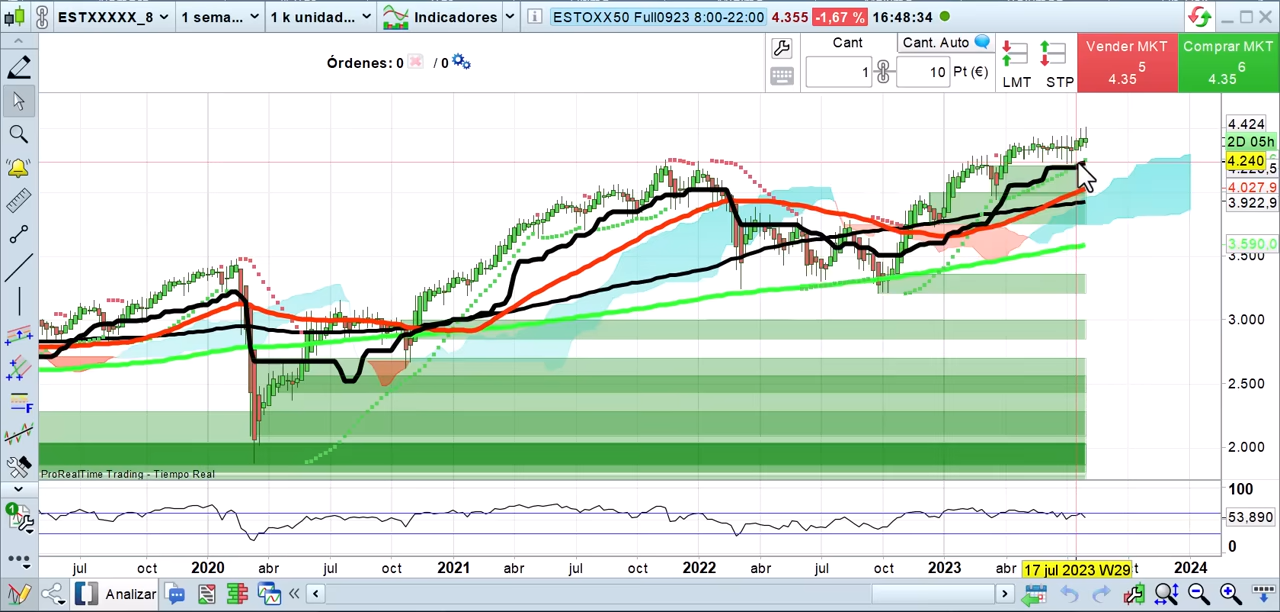 ESTXXXXX_8 1 sema... 1 k unidad... Indicadores i ESTOXX50 Full0923 8:00-22:00 4.355 -1,67 % 16:48:34
Órdenes: 0 / 0
Cant Cant. Auto
1 10 Pt (€)
LMT STP
Vender MKT
5
4.35
Comprar MKT
6
4.35
4.424
2D 05h
4.240
4.027.9
3.922,9
3.590,0
3.500
3.000
2.500
2.000
ProRealTime Trading - Tiempo Real
100
53,890
0
jul oct 2020 abr jul oct 2021 abr jul oct 2022 abr jul oct 2023 abr 17 jul 2023 W29 t 2024
F
1
Analizar